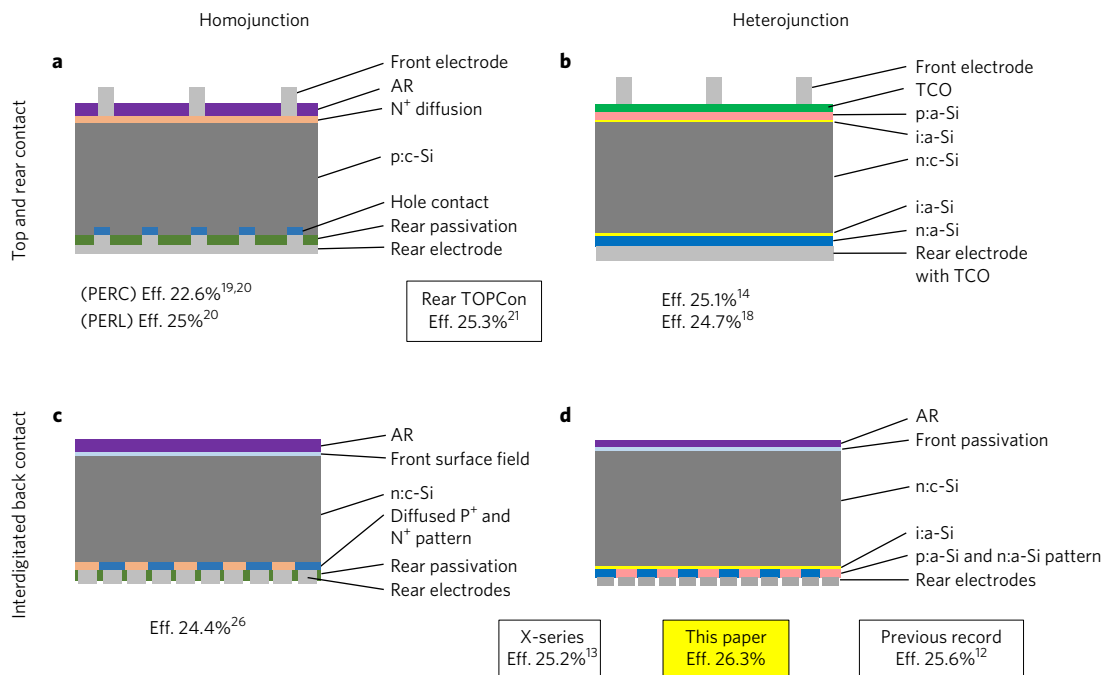 Homojunction
Heterojunction
Top and rear contact
a
Front electrode
AR
N⁺ diffusion
p:c-Si
Hole contact
Rear passivation
Rear electrode
(PERC) Eff. 22.6%¹⁹,²⁰
(PERL) Eff. 25%²⁰
Rear TOPCon
Eff. 25.3%²¹
b
Front electrode
TCO
p:a-Si
i:a-Si
n:c-Si
i:a-Si
n:a-Si
Rear electrode
with TCO
Eff. 25.1%¹⁴
Eff. 24.7%¹⁸
Interdigitated back contact
c
AR
Front surface field
n:c-Si
Diffused P⁺ and
N⁺ pattern
Rear passivation
Rear electrodes
Eff. 24.4%²⁶
d
AR
Front passivation
n:c-Si
i:a-Si
p:a-Si and n:a-Si pattern
Rear electrodes
X-series
Eff. 25.2%¹³
This paper
Eff. 26.3%
Previous record
Eff. 25.6%¹²